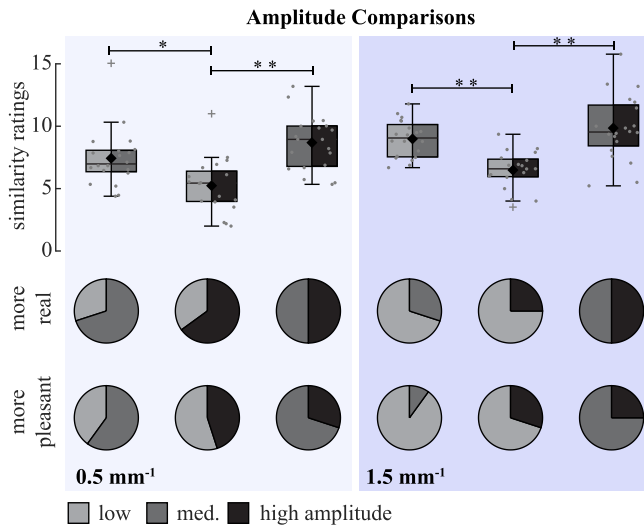 Amplitude Comparisons
* * * * *
* * *
15
10
5
0
similarity ratings
more
real
more
pleasant
0.5 mm-1
1.5 mm-1
low med. high amplitude